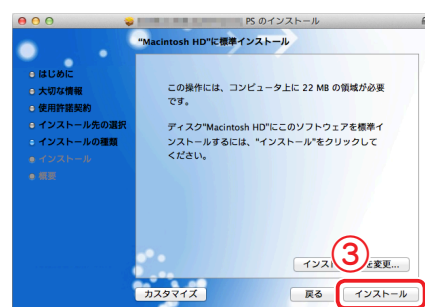 PS のインストール
"Macintosh HD"に標準インストール
はじめに
大切な情報
使用許諾契約
インストール先の選択
インストールの種類
インストール
概要
この操作には、コンピュータ上に 22 MB の領域が必要
です。
ディスク"Macintosh HD"にこのソフトウェアを標準イ
ンストールするには、"インストール"をクリックして
ください。
③
インス を変更...
カスタマイズ
戻る
インストール